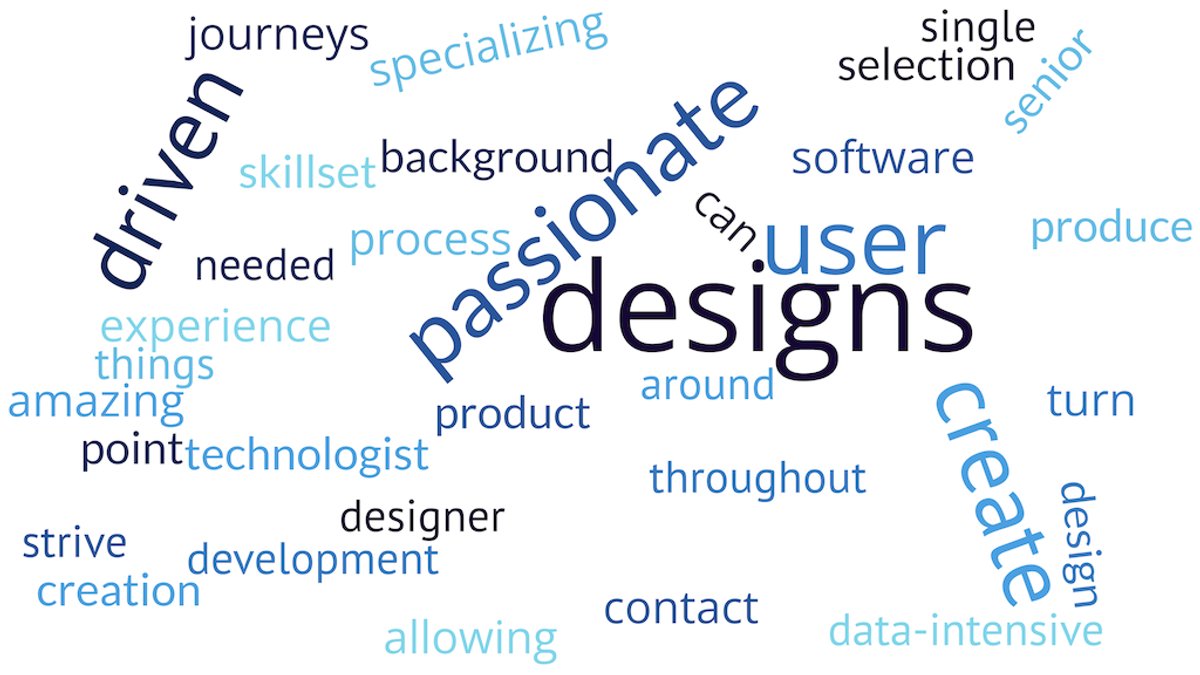 journeys
specializing
single
selection
senior
driven
skillset
background
passionate
software
can
user
produce
process
needed
designs
experience
things
amazing
around
product
create
turn
point
technologist
throughout
design
designer
strive
development
creation
contact
allowing
data-intensive